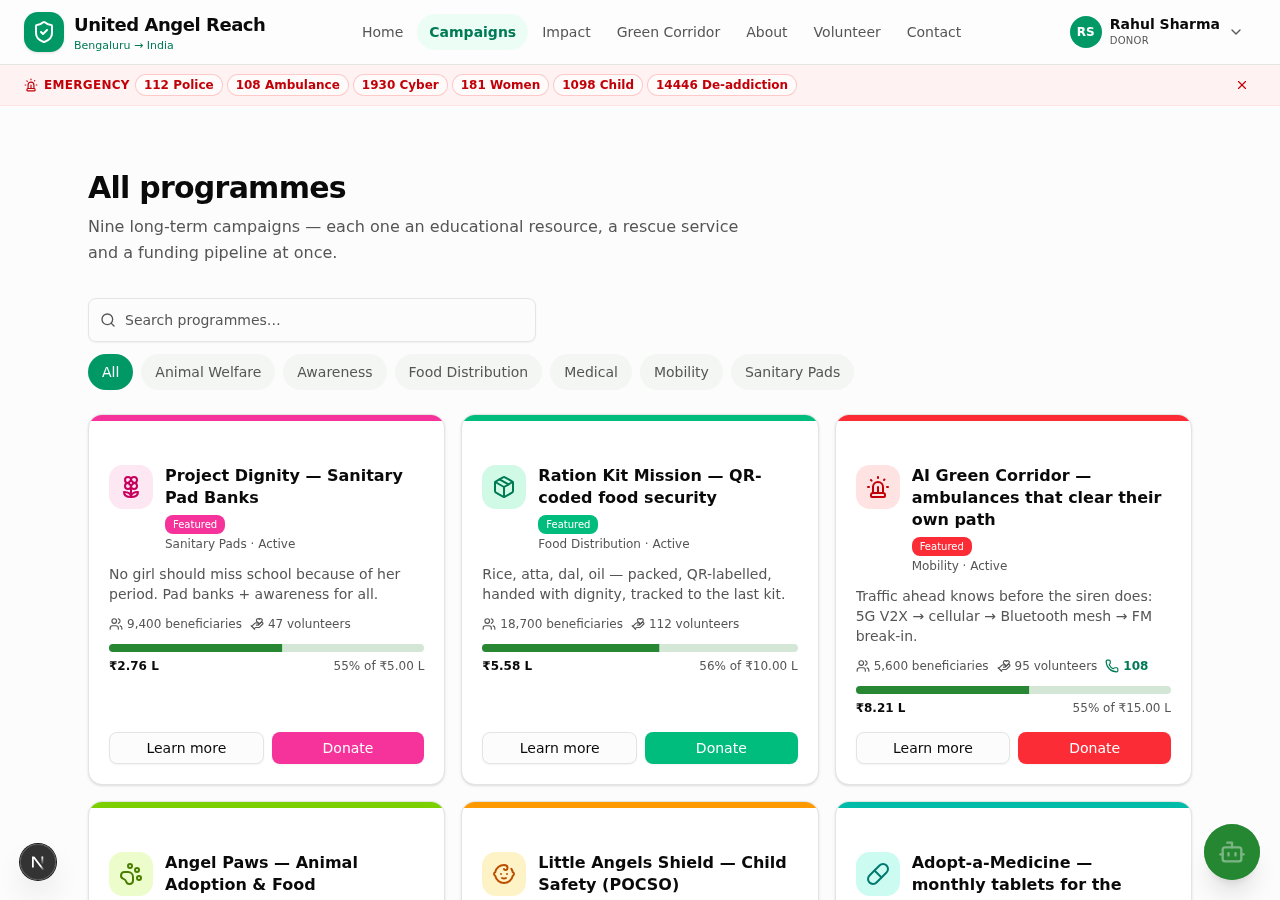 United Angel Reach
Bengaluru → India
Home
Campaigns
Impact
Green Corridor
About
Volunteer
Contact
RS
Rahul Sharma
DONOR
EMERGENCY
112 Police
108 Ambulance
1930 Cyber
181 Women
1098 Child
14446 De-addiction
All programmes
Nine long-term campaigns — each one an educational resource, a rescue service
and a funding pipeline at once.
Search programmes...
All
Animal Welfare
Awareness
Food Distribution
Medical
Mobility
Sanitary Pads
Project Dignity — Sanitary
Pad Banks
Featured
Sanitary Pads · Active
No girl should miss school because of her
period. Pad banks + awareness for all.
9,400 beneficiaries
47 volunteers
₹2.76 L
55% of ₹5.00 L
Learn more
Donate
Ration Kit Mission — QR-
coded food security
Featured
Food Distribution · Active
Rice, atta, dal, oil — packed, QR-labelled,
handed with dignity, tracked to the last kit.
18,700 beneficiaries
112 volunteers
₹5.58 L
56% of ₹10.00 L
Learn more
Donate
AI Green Corridor —
ambulances that clear their
own path
Featured
Mobility · Active
Traffic ahead knows before the siren does:
5G V2X → cellular → Bluetooth mesh → FM
break-in.
5,600 beneficiaries
95 volunteers
108
₹8.21 L
55% of ₹15.00 L
Learn more
Donate
Angel Paws — Animal
Adoption & Food
Little Angels Shield — Child
Safety (POCSO)
Adopt-a-Medicine —
monthly tablets for the
N